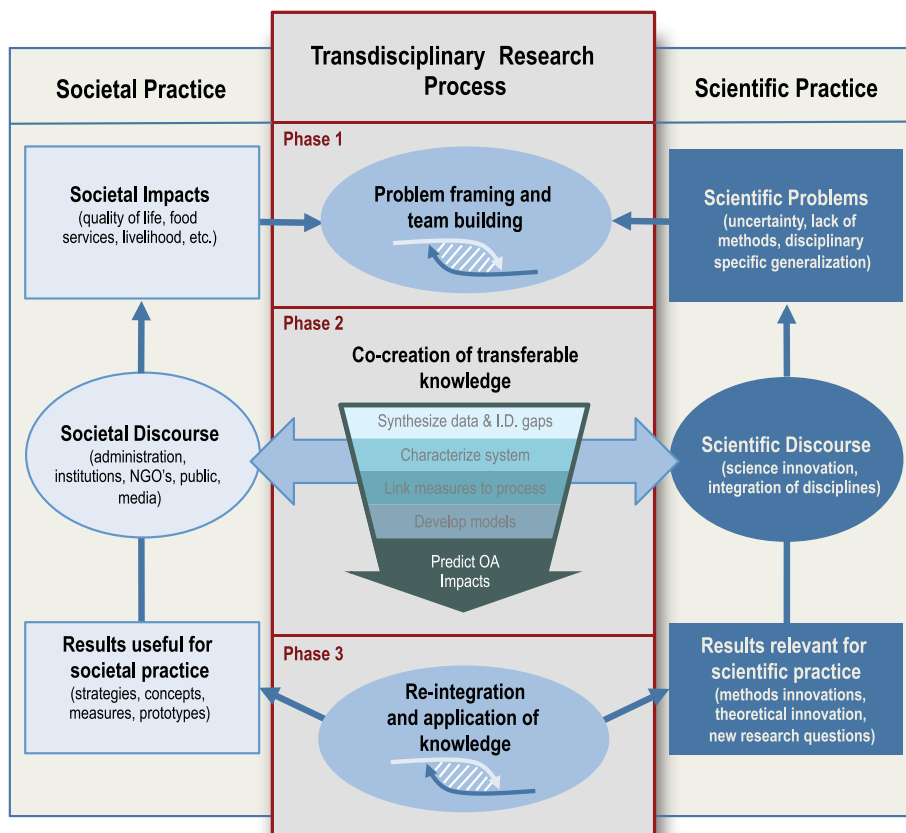 Transdisciplinary Research
Process
Societal Practice
Scientific Practice
Phase 1
Societal Impacts
(quality of life, food
services, livelihood, etc.)
Problem framing and
team building
Scientific Problems
(uncertainty, lack of
methods, disciplinary
specific generalization)
Phase 2
Co-creation of transferable
knowledge
Synthesize data & I.D. gaps
Characterize system
Link measures to process
Develop models
Predict OA
Impacts
Societal Discourse
(administration,
institutions, NGO's, public,
media)
Scientific Discourse
(science innovation,
integration of disciplines)
Phase 3
Results useful for
societal practice
(strategies, concepts,
measures, prototypes)
Re-integration
and application of
knowledge
Results relevant for
scientific practice
(methods innovations,
theoretical innovation,
new research questions)